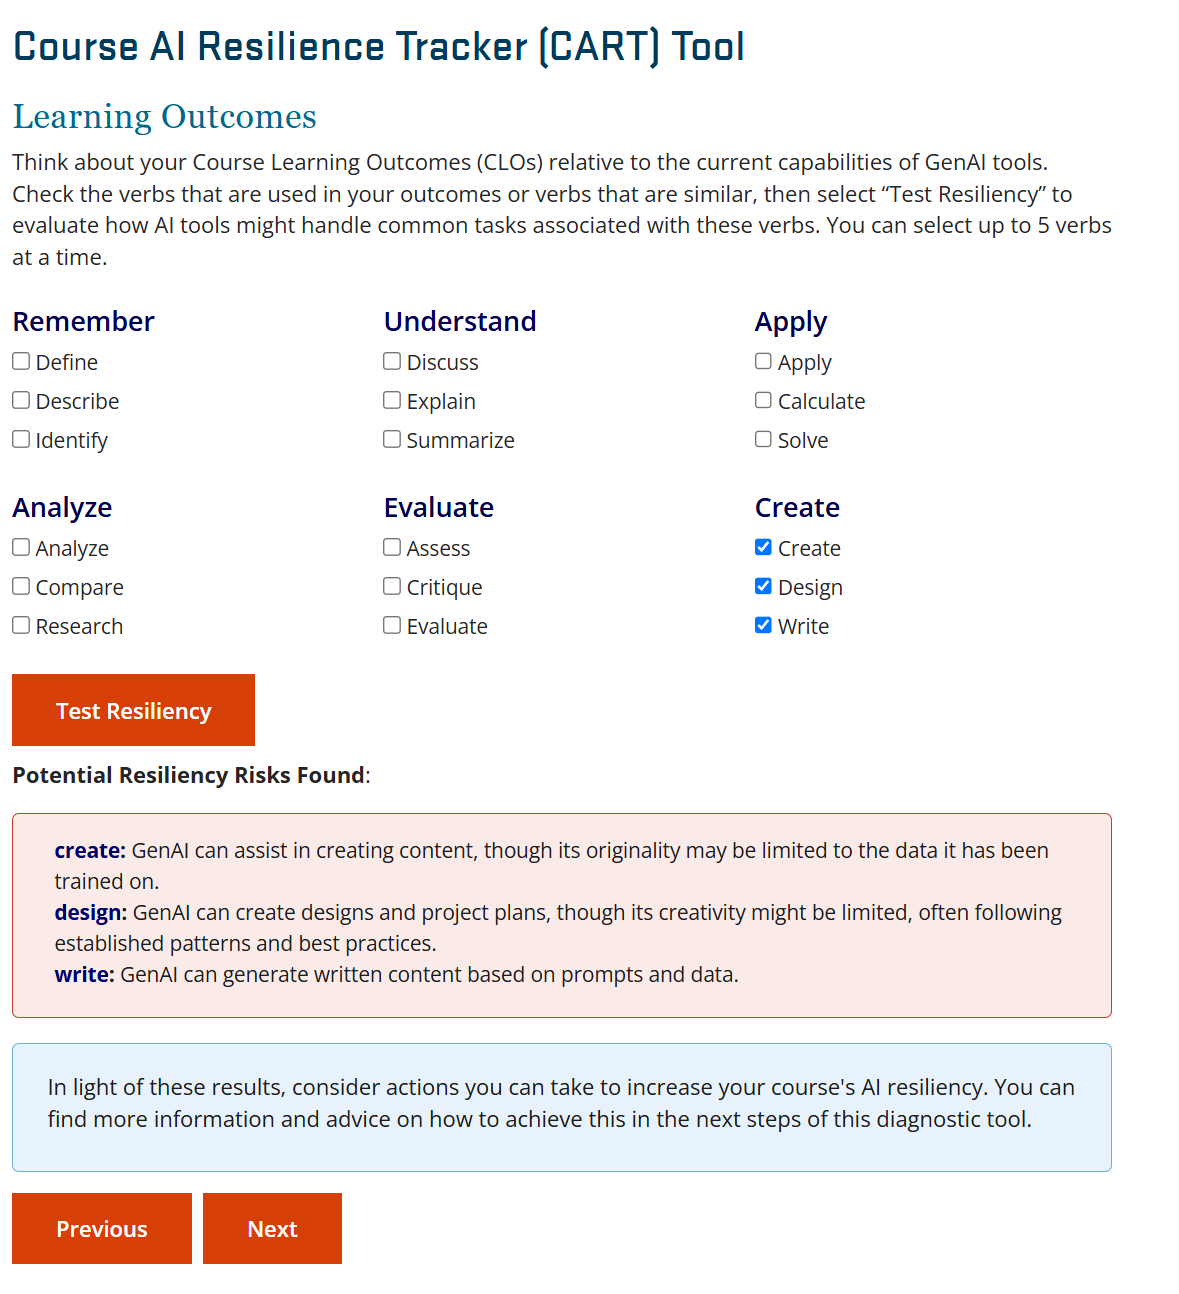 Course AI Resilience Tracker (CART) Tool
Learning Outcomes
Think about your Course Learning Outcomes (CLOs) relative to the current capabilities of GenAI tools.
Check the verbs that are used in your outcomes or verbs that are similar, then select “Test Resiliency” to
evaluate how AI tools might handle common tasks associated with these verbs. You can select up to 5 verbs
at a time.
Remember
Define
Describe
Identify
Understand
Discuss
Explain
Summarize
Apply
Apply
Calculate
Solve
Analyze
Analyze
Compare
Research
Evaluate
Assess
Critique
Evaluate
Create
Create
Design
Write
Test Resiliency
Potential Resiliency Risks Found:
create: GenAI can assist in creating content, though its originality may be limited to the data it has been
trained on.
design: GenAI can create designs and project plans, though its creativity might be limited, often following
established patterns and best practices.
write: GenAI can generate written content based on prompts and data.
In light of these results, consider actions you can take to increase your course's AI resiliency. You can
find more information and advice on how to achieve this in the next steps of this diagnostic tool.
Previous
Next